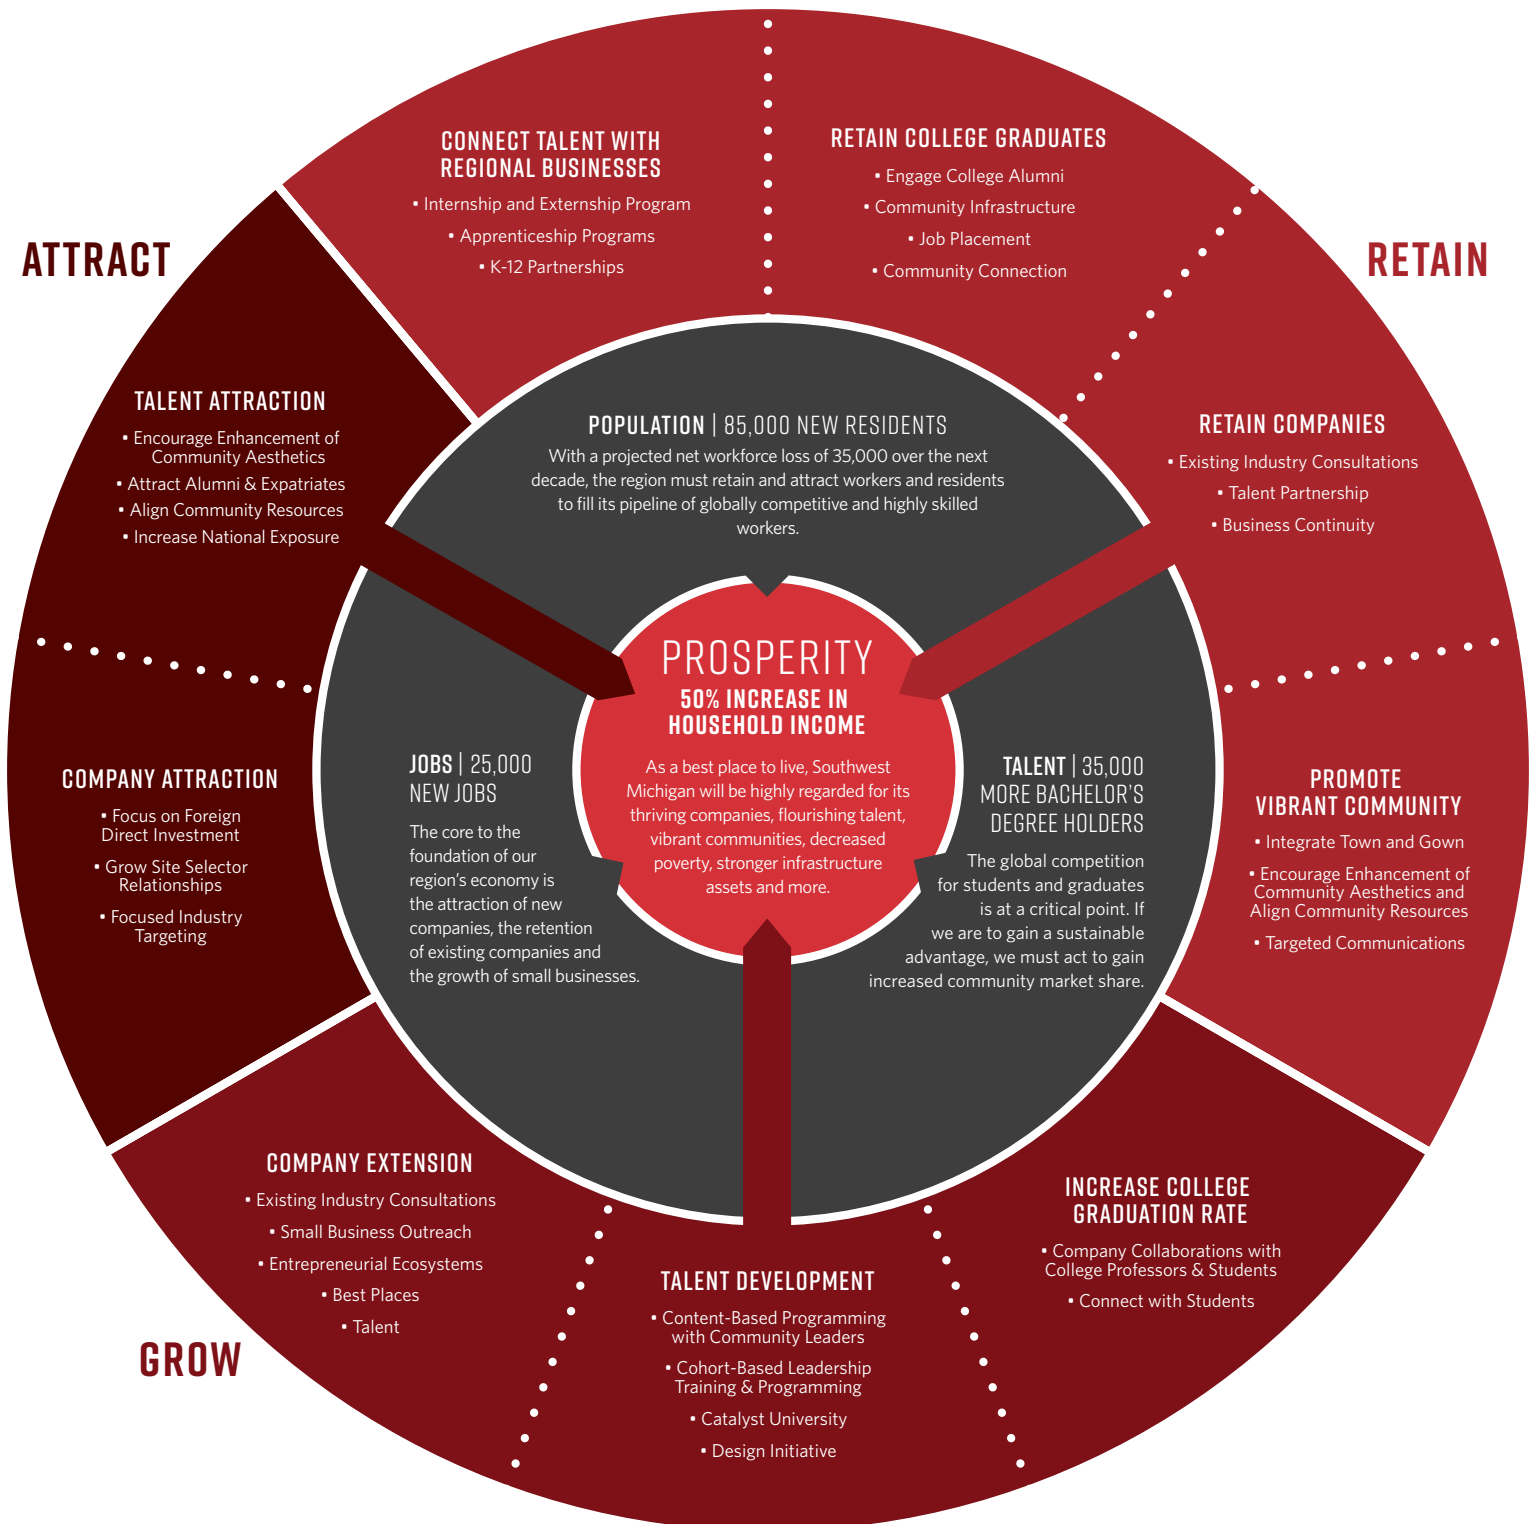 ATTRACT
RETAIN
GROW
CONNECT TALENT WITH
REGIONAL BUSINESSES
• Internship and Externship Program
• Apprenticeship Programs
• K-12 Partnerships
RETAIN COLLEGE GRADUATES
• Engage College Alumni
• Community Infrastructure
• Job Placement
• Community Connection
RETAIN COMPANIES
• Existing Industry Consultations
• Talent Partnership
• Business Continuity
PROMOTE
VIBRANT COMMUNITY
• Integrate Town and Gown
• Encourage Enhancement of
Community Aesthetics and
Align Community Resources
• Targeted Communications
INCREASE COLLEGE
GRADUATION RATE
• Company Collaborations with
College Professors & Students
• Connect with Students
TALENT DEVELOPMENT
• Content-Based Programming
with Community Leaders
• Cohort-Based Leadership
Training & Programming
• Catalyst University
• Design Initiative
COMPANY EXTENSION
• Existing Industry Consultations
• Small Business Outreach
• Entrepreneurial Ecosystems
• Best Places
• Talent
COMPANY ATTRACTION
• Focus on Foreign
Direct Investment
• Grow Site Selector
Relationships
• Focused Industry
Targeting
TALENT ATTRACTION
• Encourage Enhancement of
Community Aesthetics
• Attract Alumni & Expatriates
• Align Community Resources
• Increase National Exposure
POPULATION | 85,000 NEW RESIDENTS
With a projected net workforce loss of 35,000 over the next
decade, the region must retain and attract workers and residents
to fill its pipeline of globally competitive and highly skilled
workers.
JOBS | 25,000
NEW JOBS
The core to the
foundation of our
region's economy is
the attraction of new
companies, the retention
of existing companies and
the growth of small businesses.
TALENT | 35,000
MORE BACHELOR'S
DEGREE HOLDERS
The global competition
for students and graduates
is at a critical point. If
we are to gain a sustainable
advantage, we must act to gain
increased community market share.
PROSPERITY
50% INCREASE IN
HOUSEHOLD INCOME
As a best place to live, Southwest
Michigan will be highly regarded for its
thriving companies, flourishing talent,
vibrant communities, decreased
poverty, stronger infrastructure
assets and more.